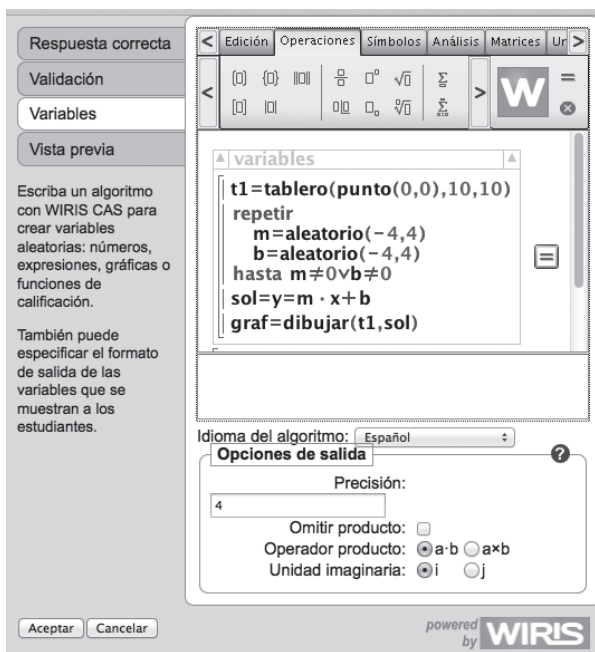 Respuesta correcta
Validación
Variables
Vista previa
Escriba un algoritmo
con WIRIS CAS para
crear variables
aleatorias: números,
expresiones, gráficas o
funciones de
calificación.
También puede
especificar el formato
de salida de las
variables que se
muestran a los
estudiantes.
< Edición Operaciones Símbolos Análisis Matrices Ur >
variables
t1=tablero(punto(0,0),10,10)
repetir
m=aleatorio(-4,4)
b=aleatorio(-4,4)
hasta m≠0∨b≠0
sol=y=m · x+b
graf=dibujar(t1,sol)
Idioma del algoritmo: Español
Opciones de salida
Precisión:
4
Omitir producto:
Operador producto: a·b a×b
Unidad imaginaria: i j
Aceptar Cancelar
powered
by WIRIS